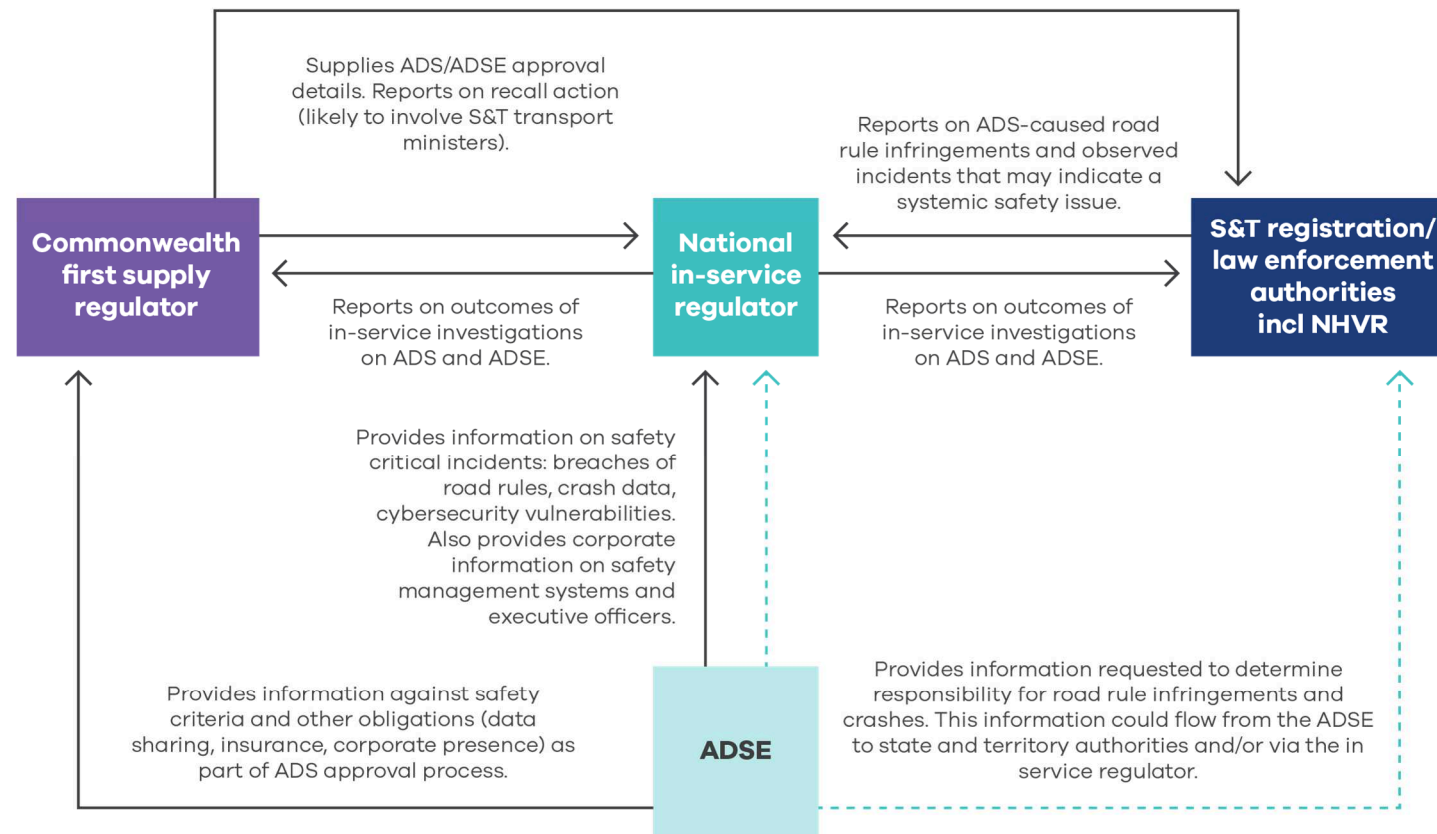 Supplies ADS/ADSE approval
details. Reports on recall action
(likely to involve S&T transport
ministers).
Reports on ADS-caused road
rule infringements and observed
incidents that may indicate a
systemic safety issue.
Commonwealth
first supply
regulator
National
in-service
regulator
S&T registration/
law enforcement
authorities
incl NHVR
Reports on outcomes of
in-service investigations
on ADS and ADSE.
Reports on outcomes of
in-service investigations
on ADS and ADSE.
Provides information on safety
critical incidents: breaches of
road rules, crash data,
cybersecurity vulnerabilities.
Also provides corporate
information on safety
management systems and
executive officers.
Provides information against safety
criteria and other obligations (data
sharing, insurance, corporate presence) as
part of ADS approval process.
ADSE
Provides information requested to determine
responsibility for road rule infringements and
crashes. This information could flow from the ADSE
to state and territory authorities and/or via the in
service regulator.